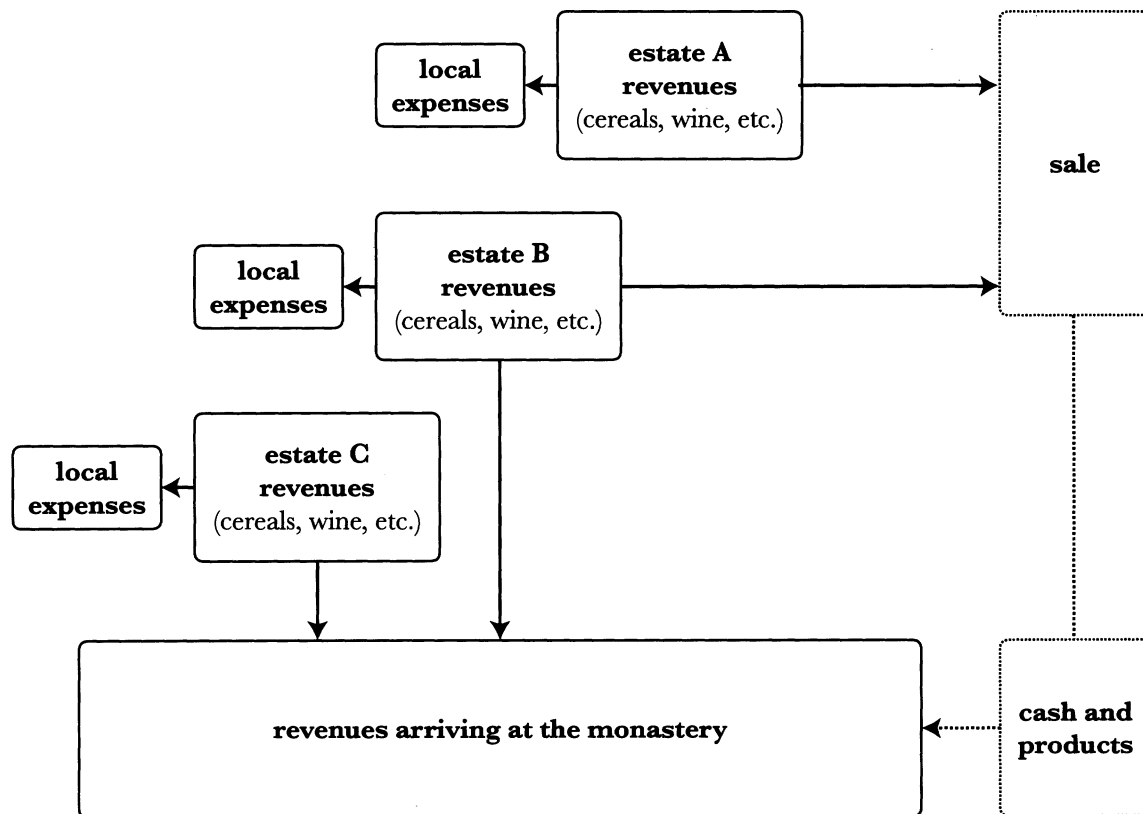 local
expenses
estate A
revenues
(cereals, wine, etc.)
sale
local
expenses
estate B
revenues
(cereals, wine, etc.)
local
expenses
estate C
revenues
(cereals, wine, etc.)
revenues arriving at the monastery
cash and
products